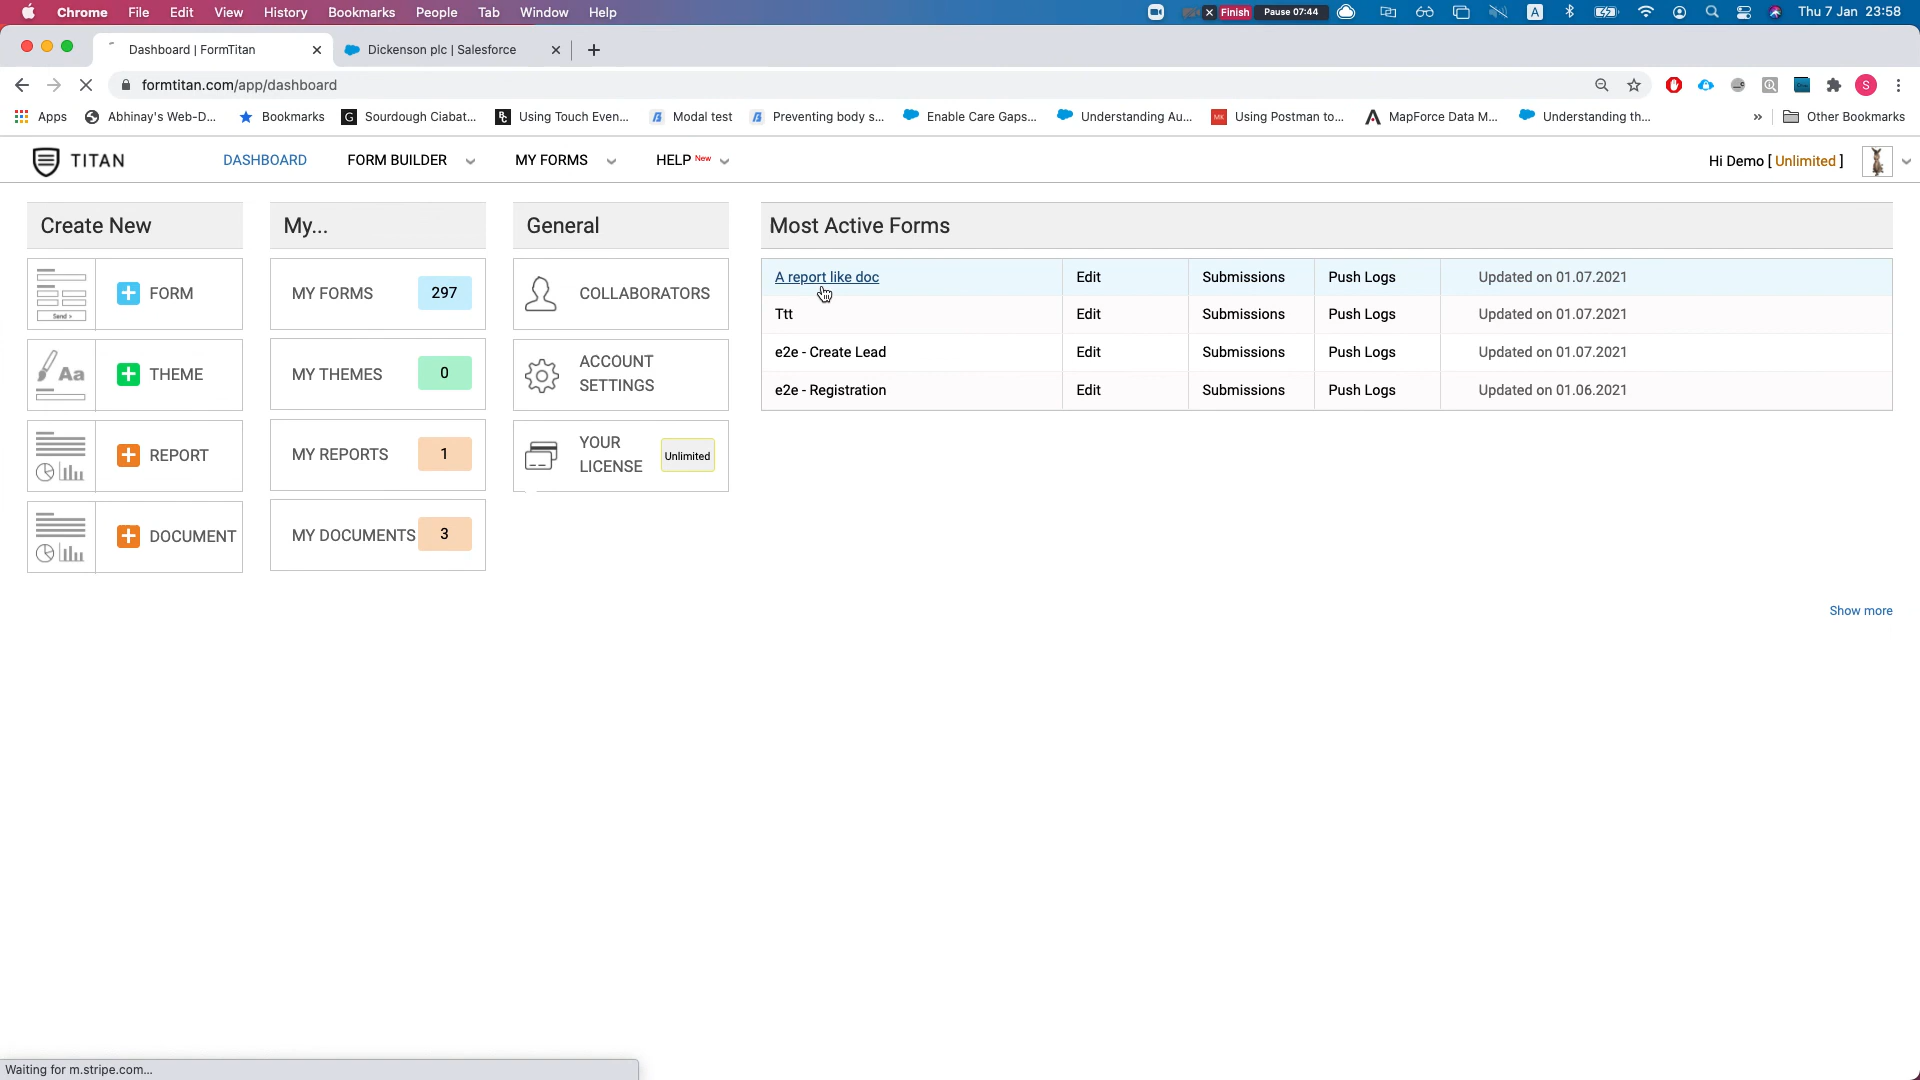 Chrome File Edit View History Bookmarks People Tab Window Help Finish Pause 07:44 A Thu 7 Jan 23:58
Dashboard | FormTitan Dickenson plc | Salesforce
formtitan.com/app/dashboard S
Apps Abhinay's Web-D... Bookmarks G Sourdough Ciabat... Using Touch Even... Modal test Preventing body s... Enable Care Gaps... Understanding Au... MK Using Postman to... MapForce Data M... Understanding th... » Other Bookmarks
TITAN DASHBOARD FORM BUILDER MY FORMS HELP New Hi Demo [ Unlimited ]
Create New My... General Most Active Forms
Send >
FORM MY FORMS 297 COLLABORATORS
A report like doc Edit Submissions Push Logs Updated on 01.07.2021
Ttt Edit Submissions Push Logs Updated on 01.07.2021
e2e - Create Lead Edit Submissions Push Logs Updated on 01.07.2021
e2e - Registration Edit Submissions Push Logs Updated on 01.06.2021
Aa THEME MY THEMES 0 ACCOUNT
SETTINGS
REPORT MY REPORTS 1 YOUR
LICENSE Unlimited
DOCUMENT MY DOCUMENTS 3
Show more
Waiting for m.stripe.com...